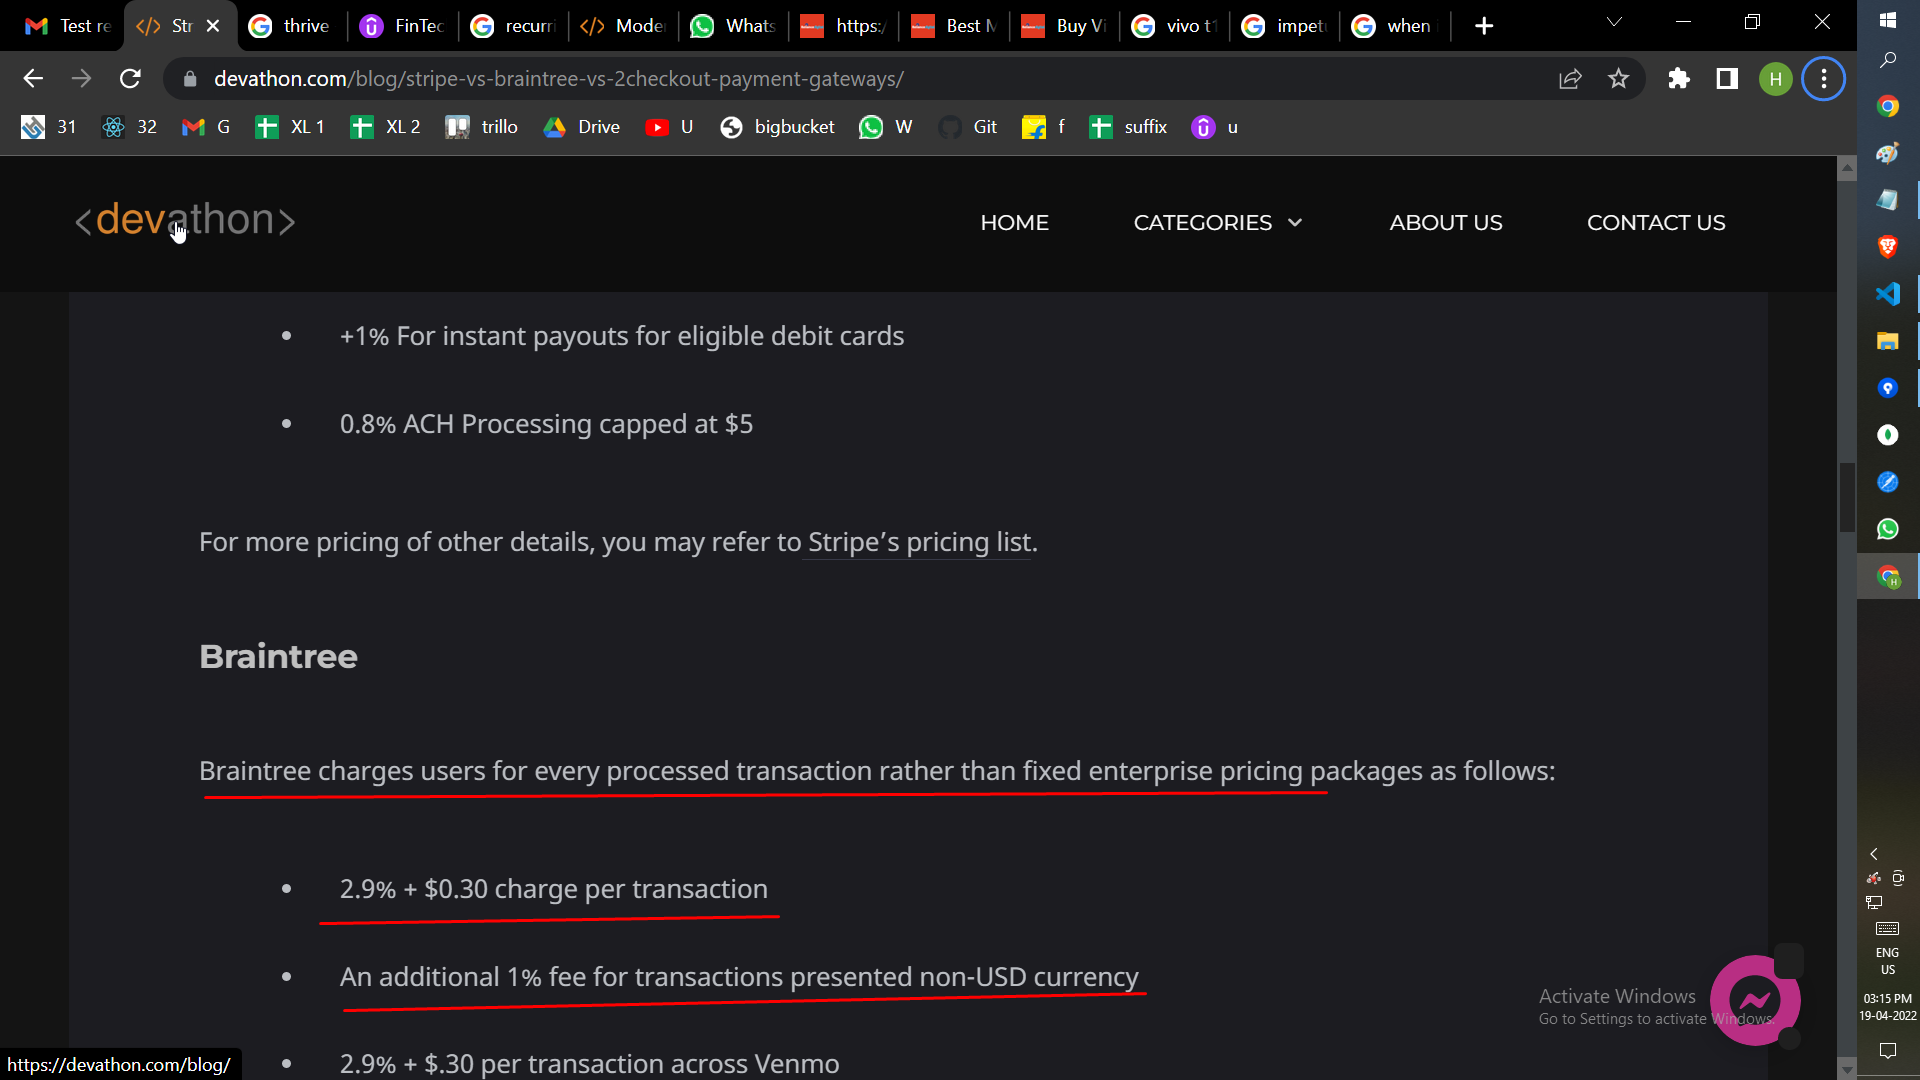 Test re
Str
thrive
FinTec
recurri
Mode
Whats
https:/
Best M
Buy Vi
vivo t1
impetu
when
devathon.com/blog/stripe-vs-braintree-vs-2checkout-payment-gateways/
H
31
32
G
XL 1
XL 2
trillo
Drive
U
bigbucket
W
Git
f
suffix
u
<devathon>
HOME
CATEGORIES
ABOUT US
CONTACT US
• +1% For instant payouts for eligible debit cards
• 0.8% ACH Processing capped at $5
For more pricing of other details, you may refer to Stripe’s pricing list.
Braintree
Braintree charges users for every processed transaction rather than fixed enterprise pricing packages as follows:
• 2.9% + $0.30 charge per transaction
• An additional 1% fee for transactions presented non-USD currency
• 2.9% + $.30 per transaction across Venmo
Activate Windows
Go to Settings to activate Windows.
https://devathon.com/blog/
ENG
US
03:15 PM
19-04-2022